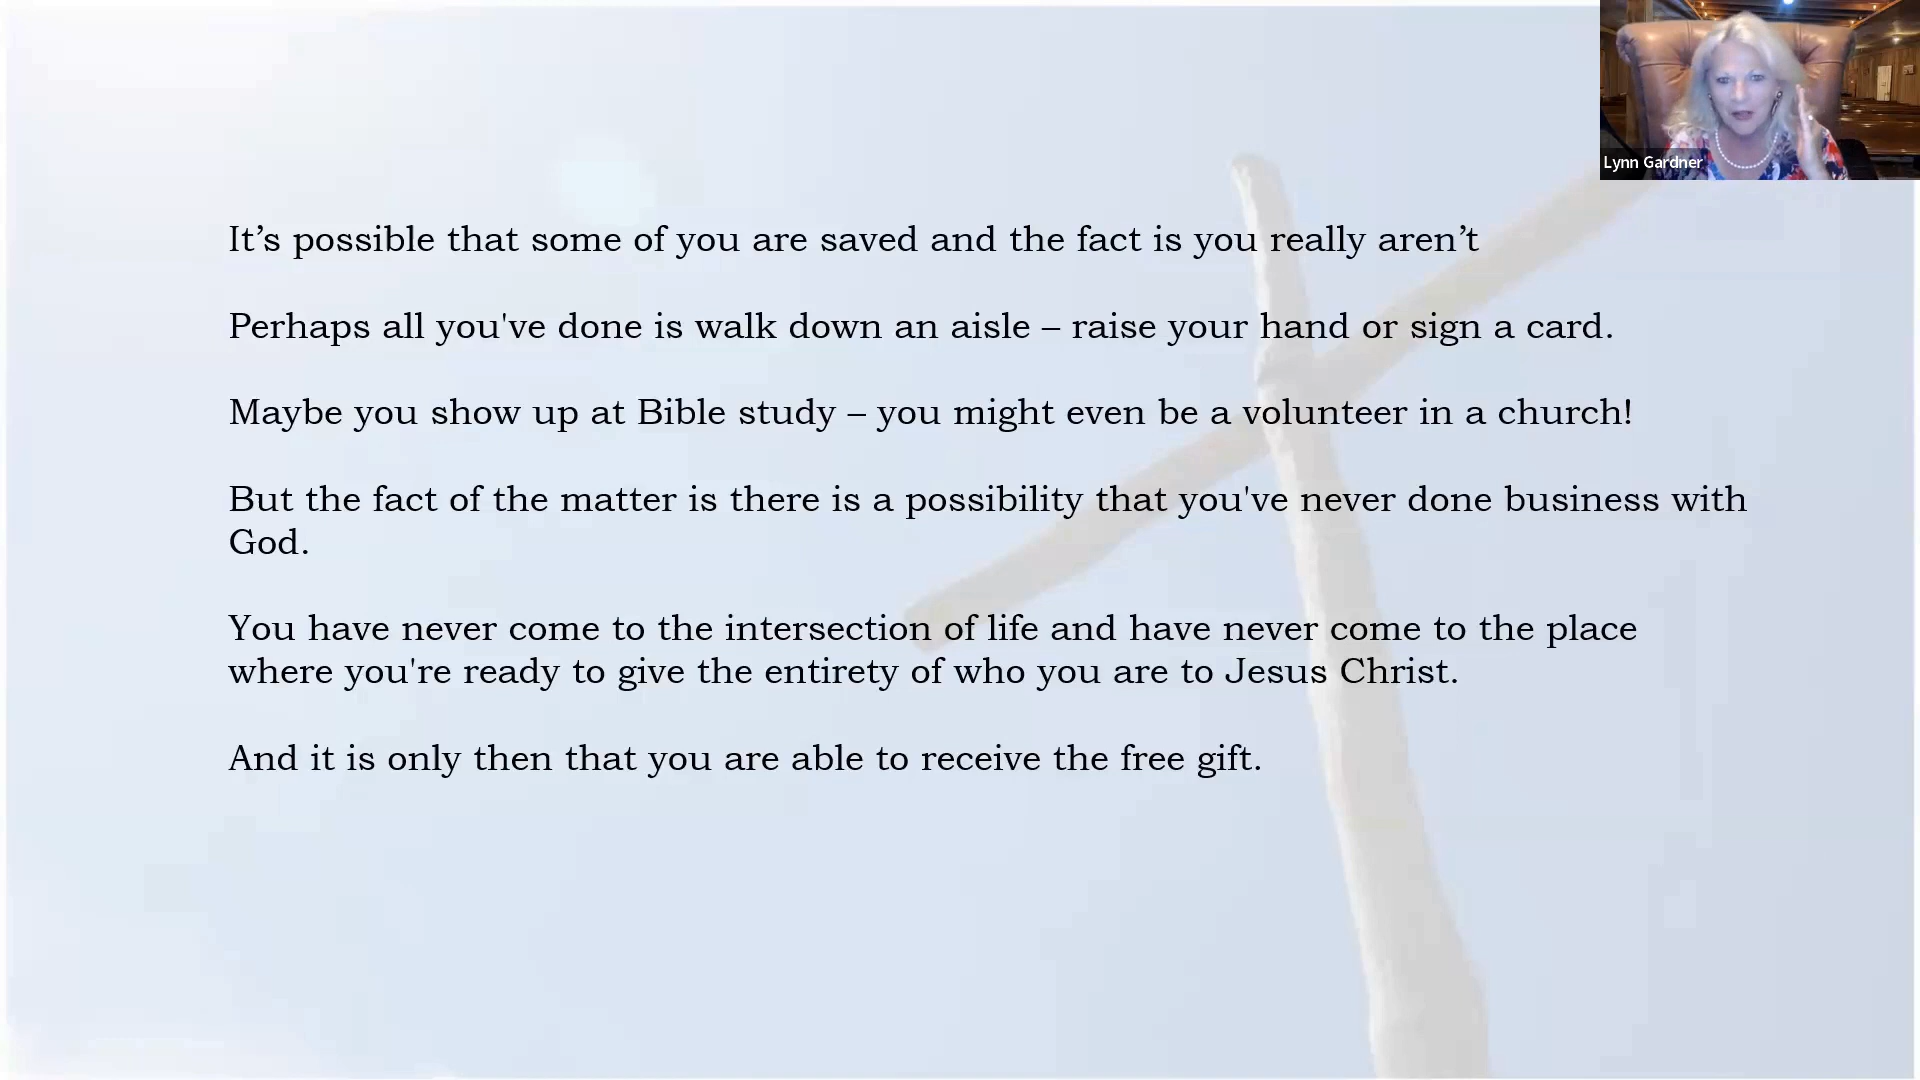 Lynn Gardner
It’s possible that some of you are saved and the fact is you really aren’t
Perhaps all you've done is walk down an aisle – raise your hand or sign a card.
Maybe you show up at Bible study – you might even be a volunteer in a church!
But the fact of the matter is there is a possibility that you've never done business with
God.
You have never come to the intersection of life and have never come to the place
where you're ready to give the entirety of who you are to Jesus Christ.
And it is only then that you are able to receive the free gift.